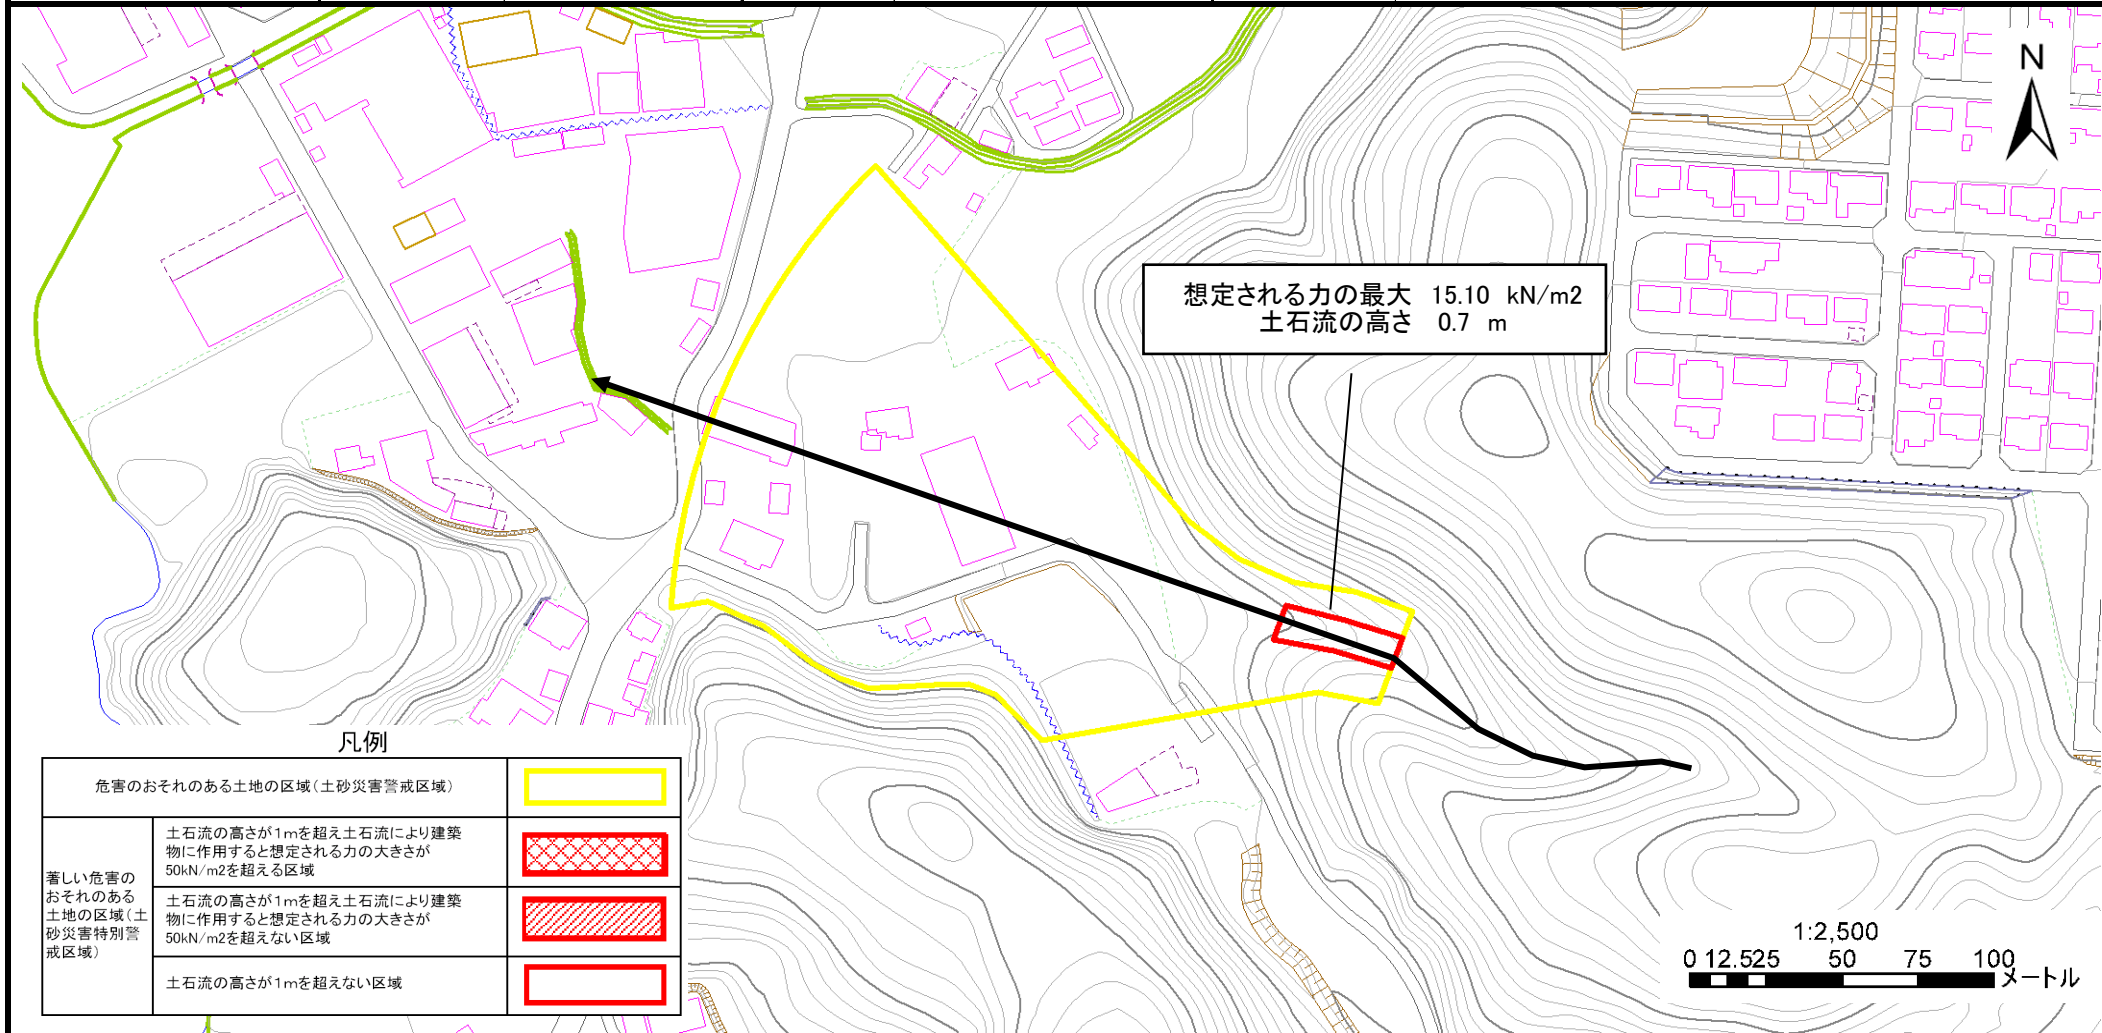 N
想定される力の最大 15.10 kN/m2
土石流の高さ 0.7 m
凡例
危害のおそれのある土地の区域(土砂災害警戒区域)
著しい危害の
おそれのある
土地の区域(土
砂災害特別警
戒区域)
土石流の高さが1mを超え土石流により建築
物に作用すると想定される力の大きさが
50kN/m2を超える区域
土石流の高さが1mを超え土石流により建築
物に作用すると想定される力の大きさが
50kN/m2を超えない区域
土石流の高さが1mを超えない区域
1:2,500
0 12.525 50 75 100
メートル